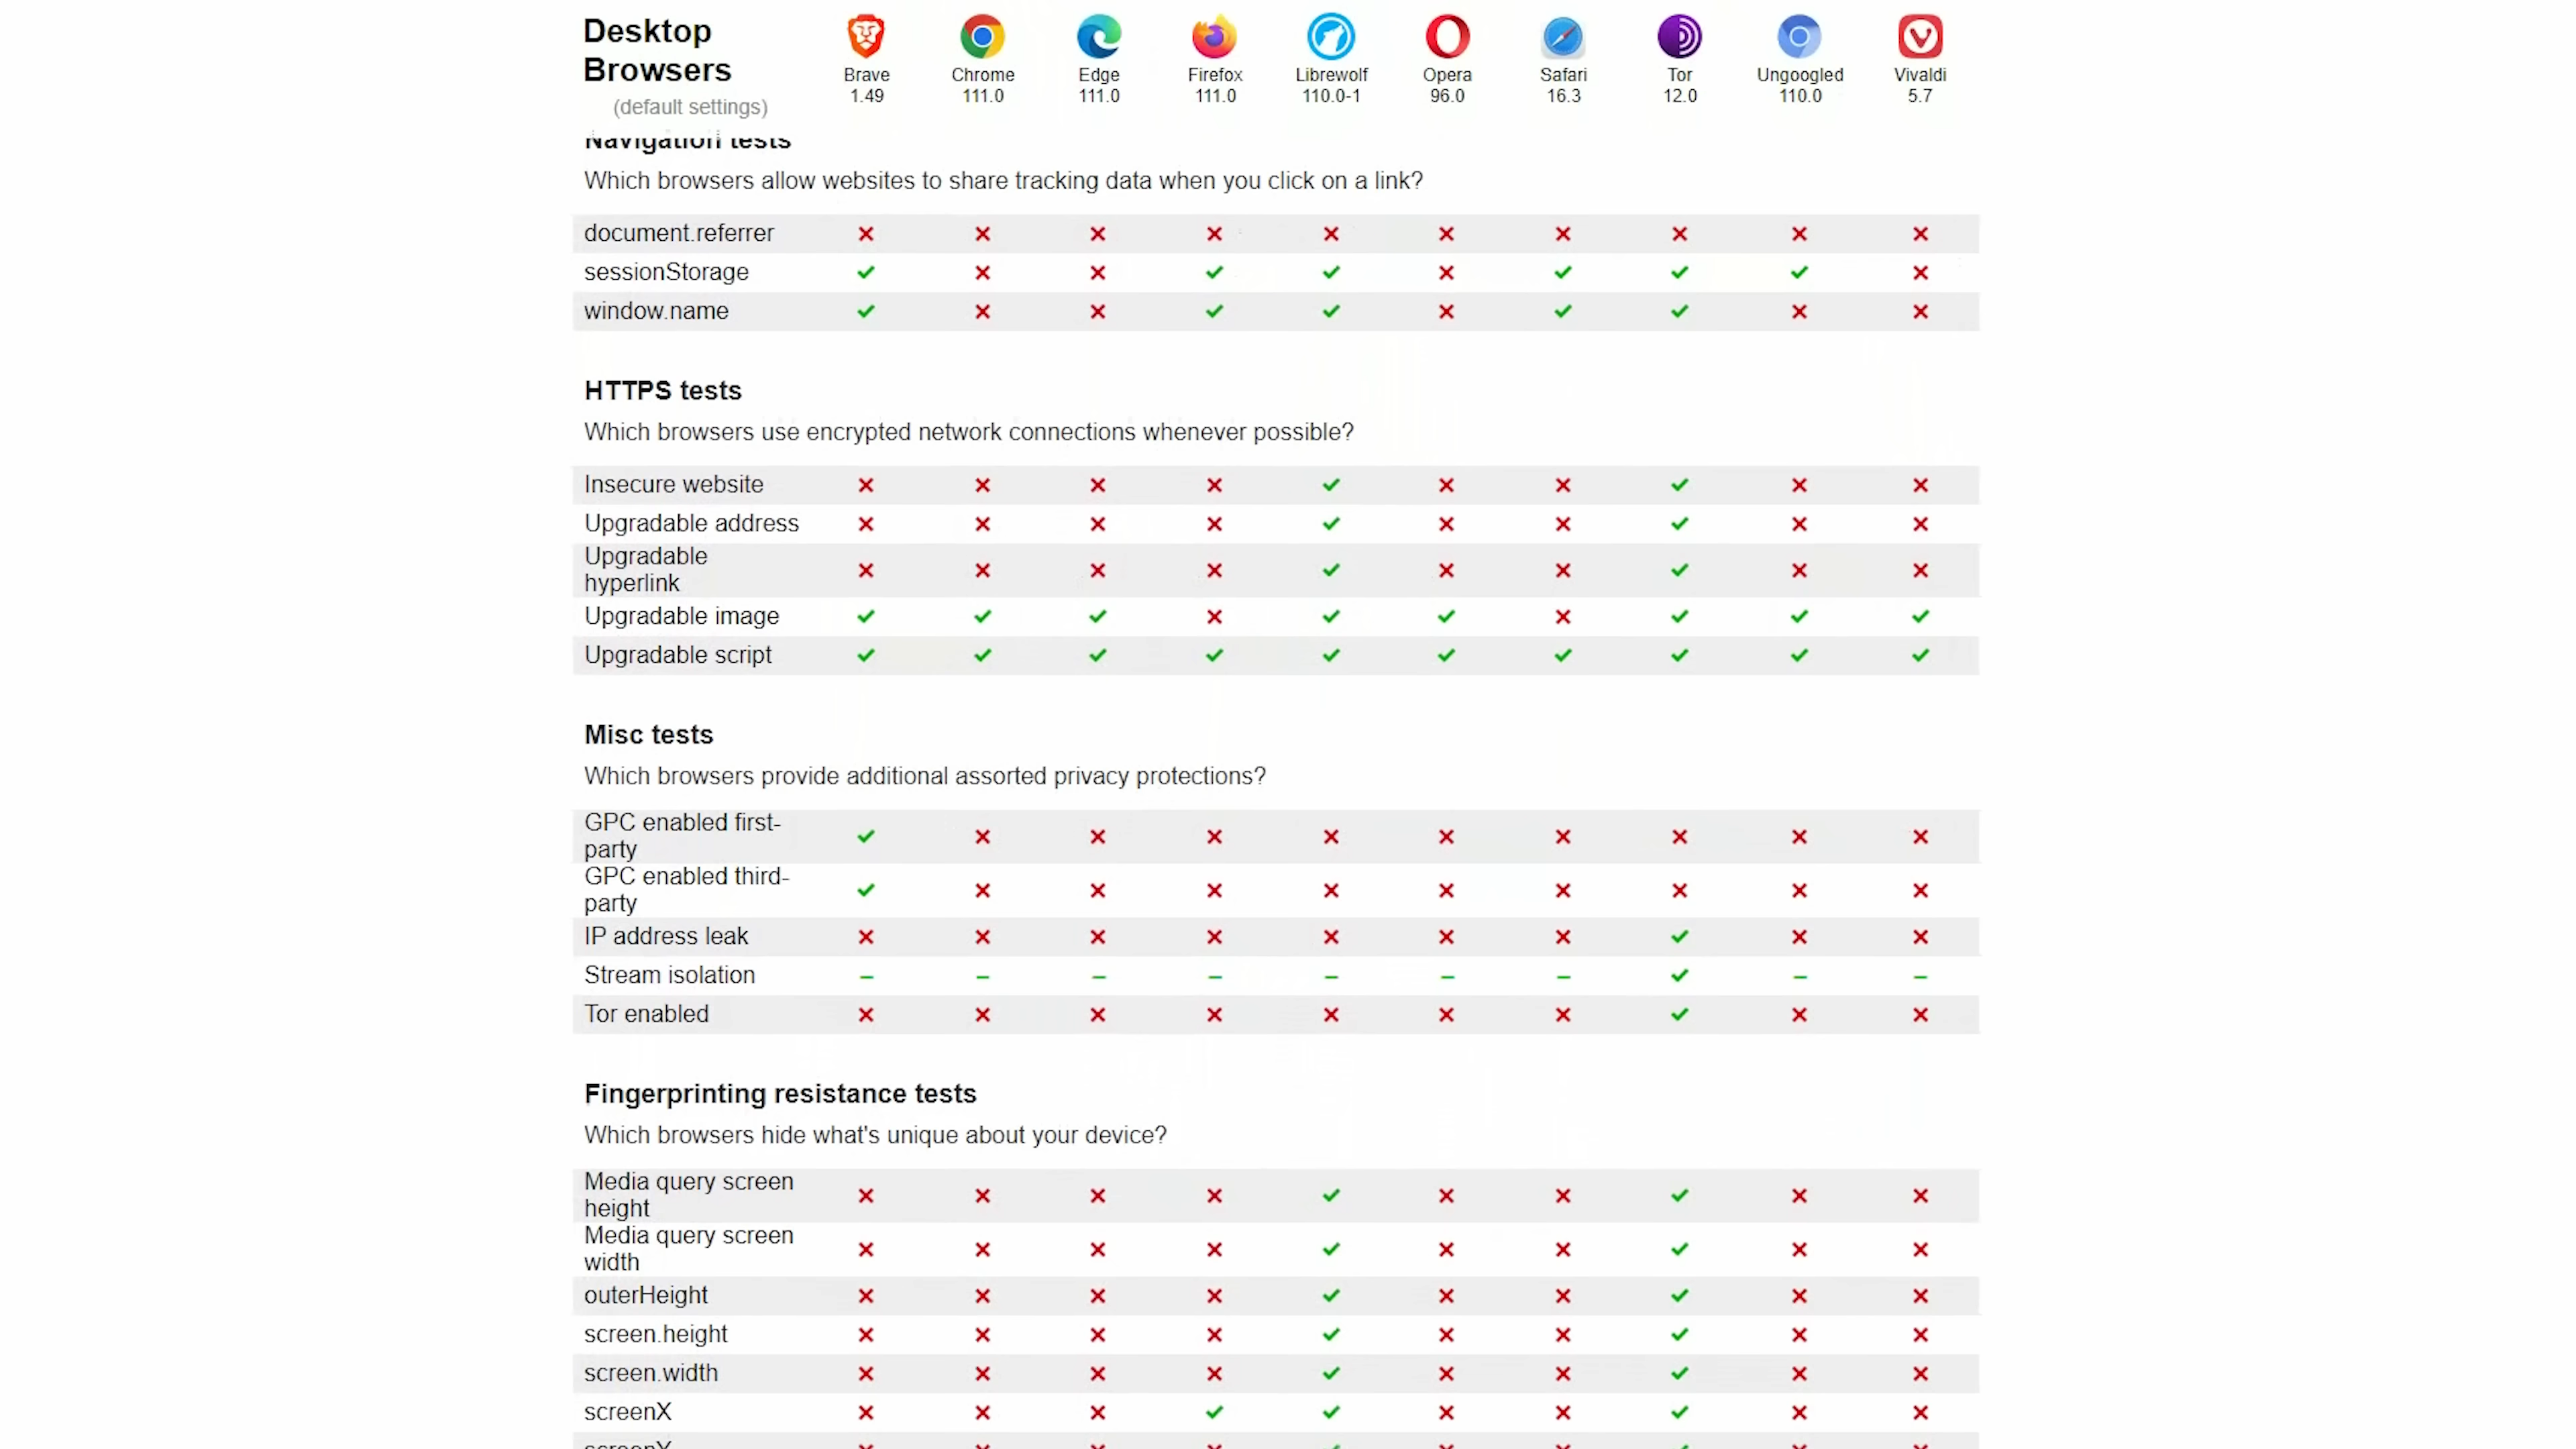 Desktop
Browsers
(default settings)
Brave
1.49
Chrome
111.0
Edge
111.0
Firefox
111.0
Librewolf
110.0-1
Opera
96.0
Safari
16.3
Tor
12.0
Ungoogled
110.0
Vivaldi
5.7
Navigation tests
Which browsers allow websites to share tracking data when you click on a link?
document.referrer
sessionStorage
window.name
HTTPS tests
Which browsers use encrypted network connections whenever possible?
Insecure website
Upgradable address
Upgradable
hyperlink
Upgradable image
Upgradable script
Misc tests
Which browsers provide additional assorted privacy protections?
GPC enabled first-
party
GPC enabled third-
party
IP address leak
Stream isolation
Tor enabled
Fingerprinting resistance tests
Which browsers hide what's unique about your device?
Media query screen
height
Media query screen
width
outerHeight
screen.height
screen.width
screenX
screenY